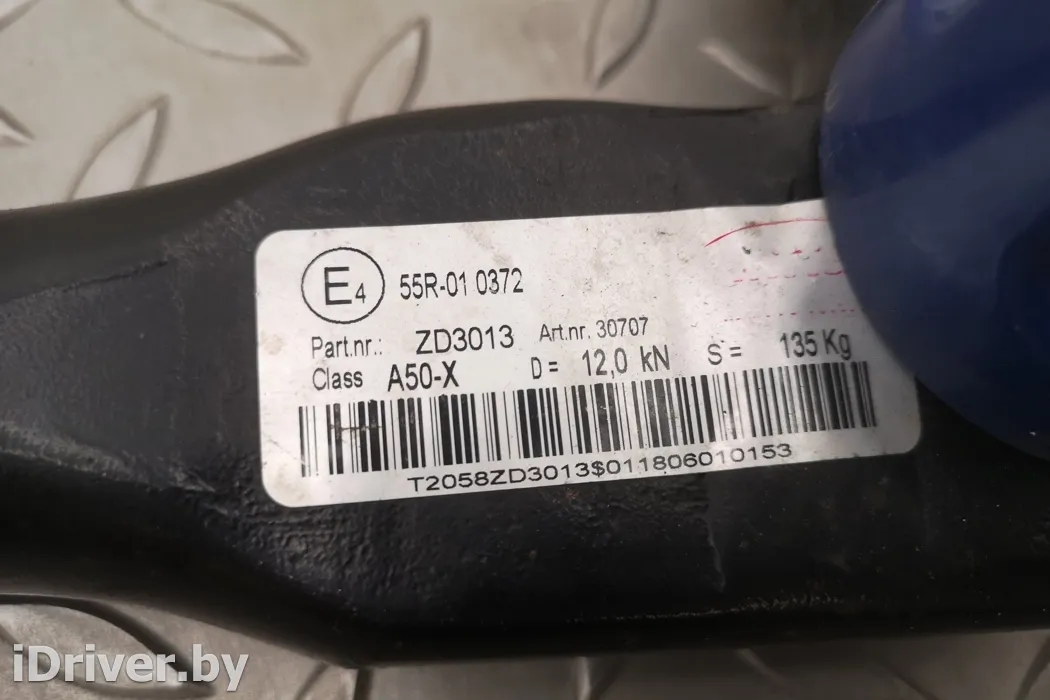 E4 55R-01 0372
Part.nr.: ZD3013 Art.nr. 30707
Class A50-X D = 12,0 kN S = 135 Kg
T2058ZD3013$011806010153
iDriver.by